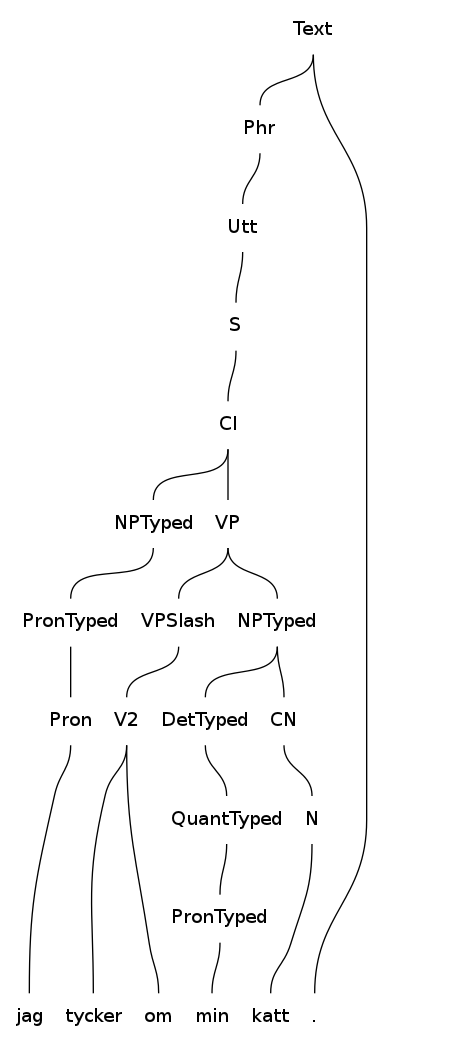 Text
Phr
Utt
S
Cl
NPTyped VP
PronTyped VPSlash NPTyped
Pron V2 DetTyped CN
QuantTyped N
PronTyped
jag tycker om min katt .